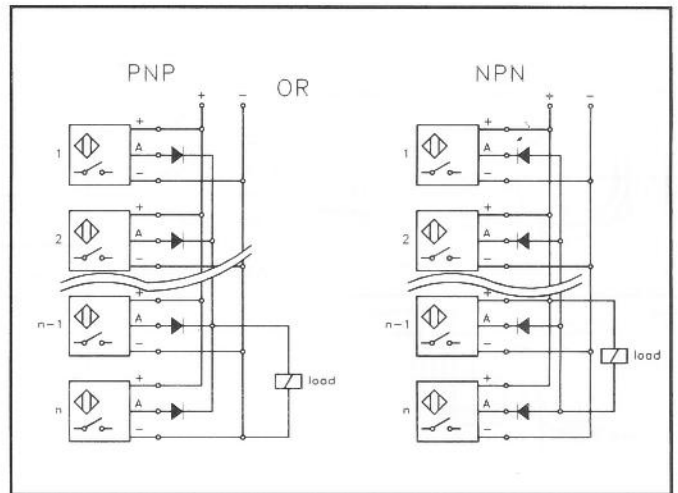 PNP OR NPN
+ - + -
+ +
1 A 1 A
- -
+ +
2 A 2 A
- -
+ +
n-1 A n-1 A
- -
load
load
+ +
n A n A
- -